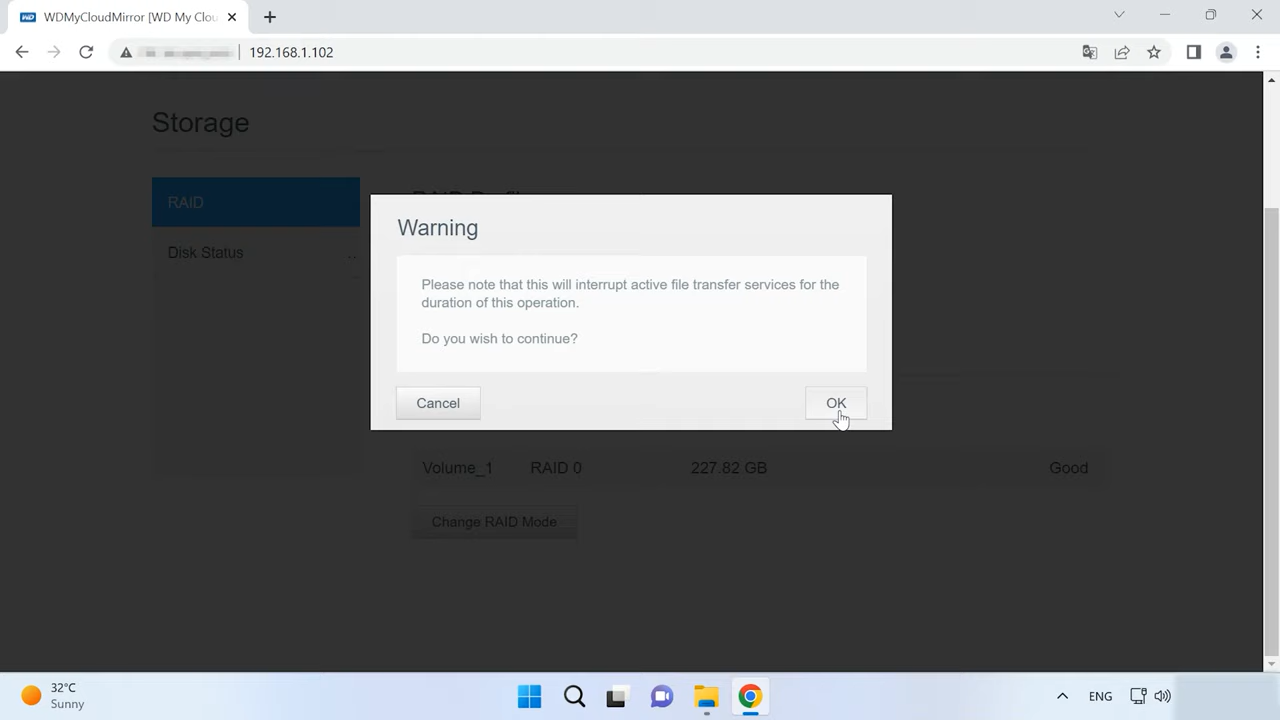 WDMyCloudMirror [WD My Clou
192.168.1.102
Storage
RAID
Disk Status
Warning
Please note that this will interrupt active file transfer services for the
duration of this operation.
Do you wish to continue?
Cancel
OK
Volume_1 RAID 0 227.82 GB Good
Change RAID Mode
32°C
Sunny
ENG